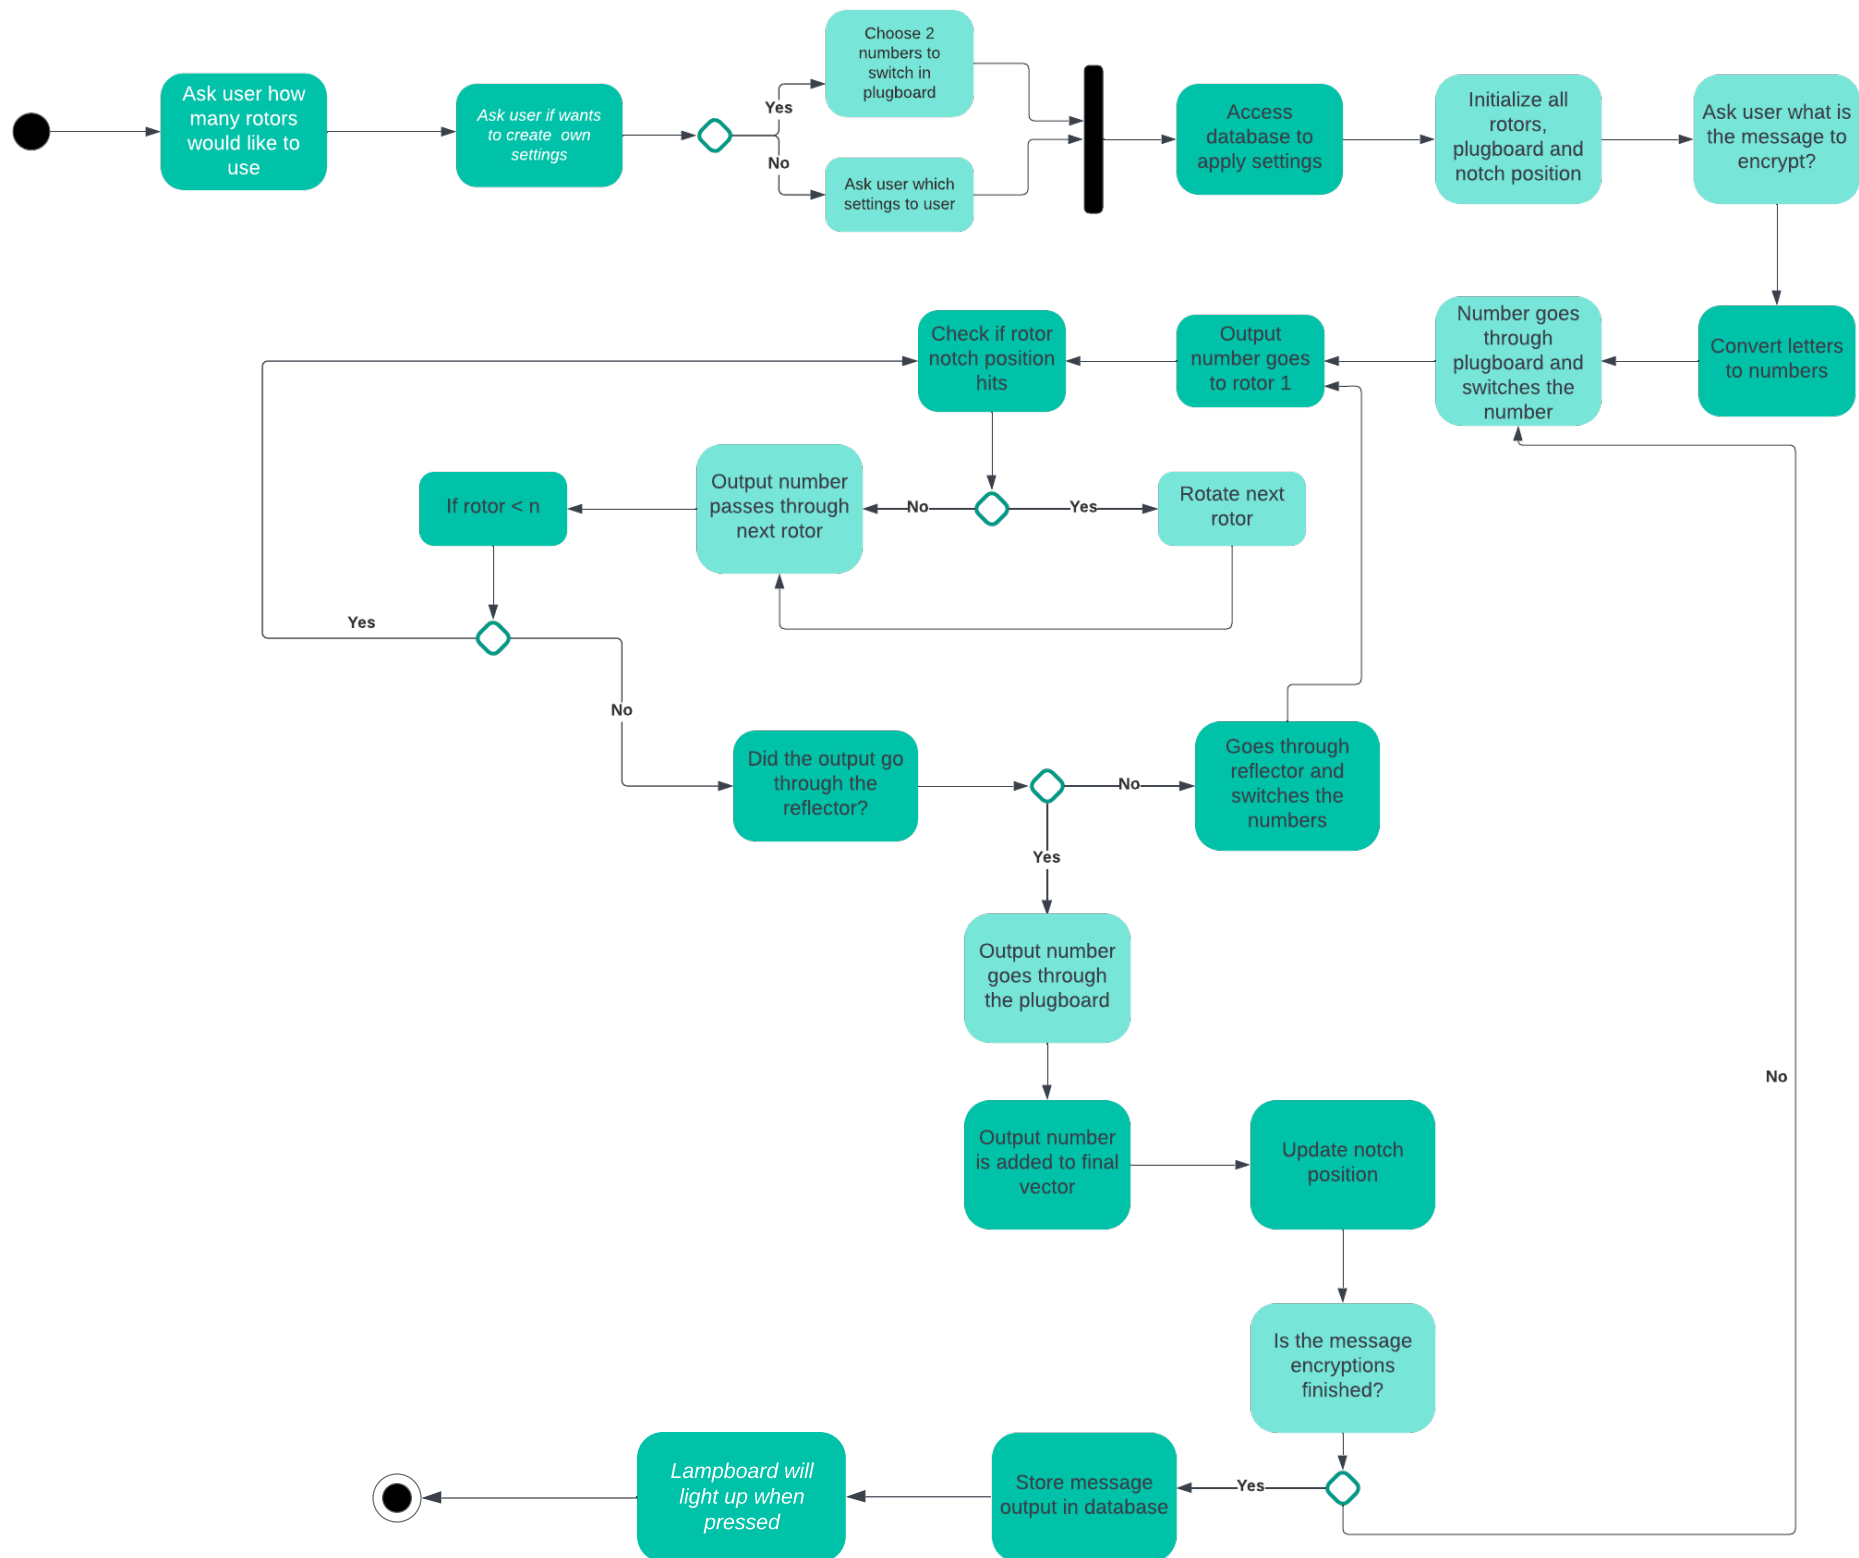 Ask user how
many rotors
would like to
use
Ask user if wants
to create own
settings
Yes
No
Choose 2
numbers to
switch in
plugboard
Ask user which
settings to user
Access
database to
apply settings
Initialize all
rotors,
plugboard and
notch position
Ask user what is
the message to
encrypt?
Convert letters
to numbers
Number goes
through
plugboard and
switches the
number
Output
number goes
to rotor 1
Check if rotor
notch position
hits
No
Yes
Rotate next
rotor
Output number
passes through
next rotor
If rotor < n
Yes
No
Did the output go
through the
reflector?
No
Goes through
reflector and
switches the
numbers
Yes
Output number
goes through
the plugboard
Output number
is added to final
vector
Update notch
position
Is the message
encryptions
finished?
No
Yes
Store message
output in database
Lampboard will
light up when
pressed